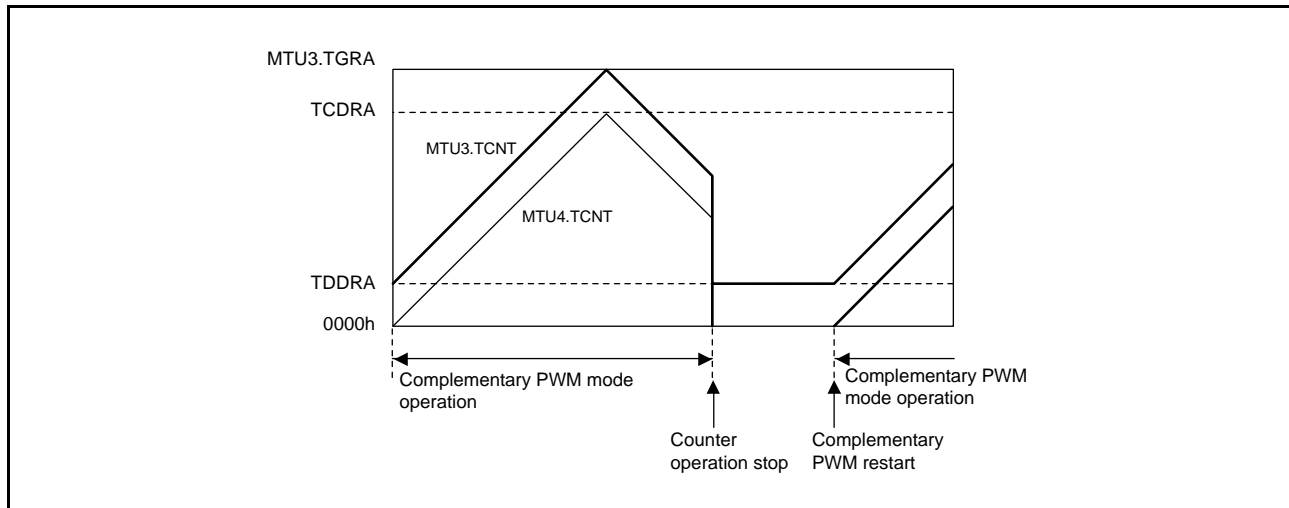 MTU3.TGRA
TCDRA
MTU3.TCNT
MTU4.TCNT
TDDRA
0000h
Complementary PWM mode
operation
Complementary PWM
mode operation
Counter
operation stop
Complementary
PWM restart